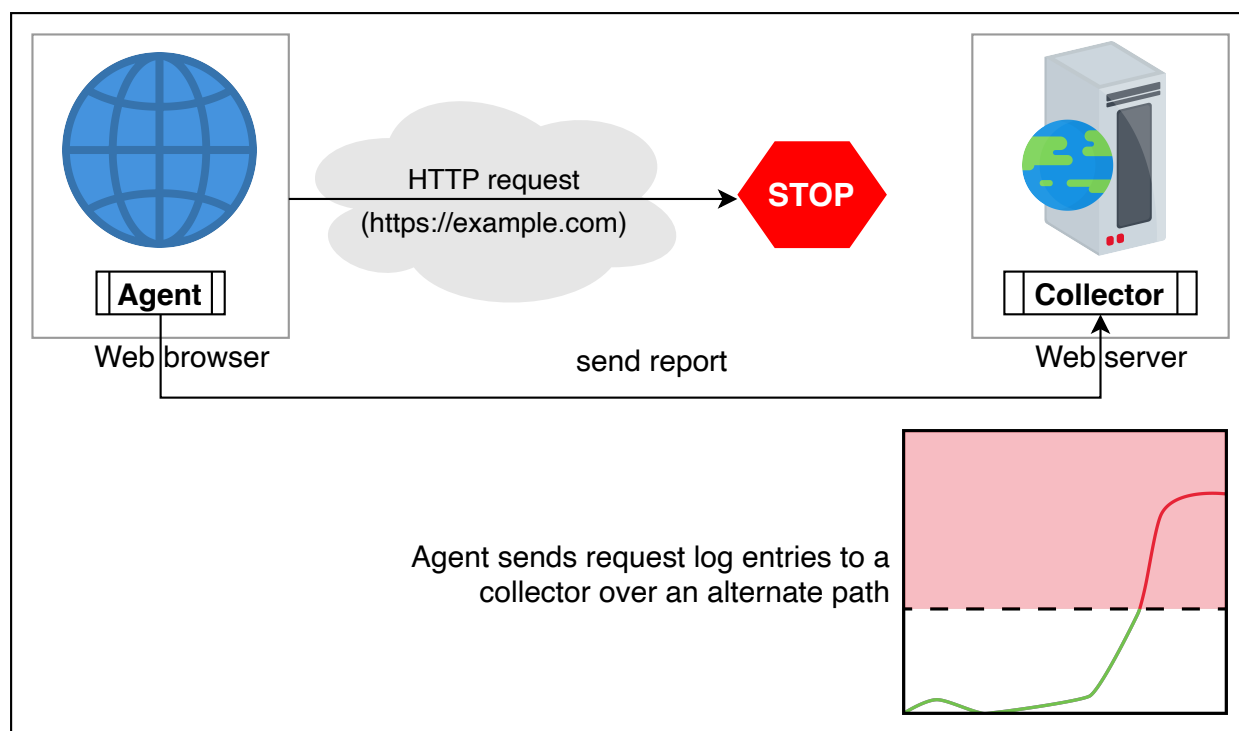 HTTP request
(https://example.com)
STOP
Agent
Collector
Web browser
Web server
send report
Agent sends request log entries to a
collector over an alternate path